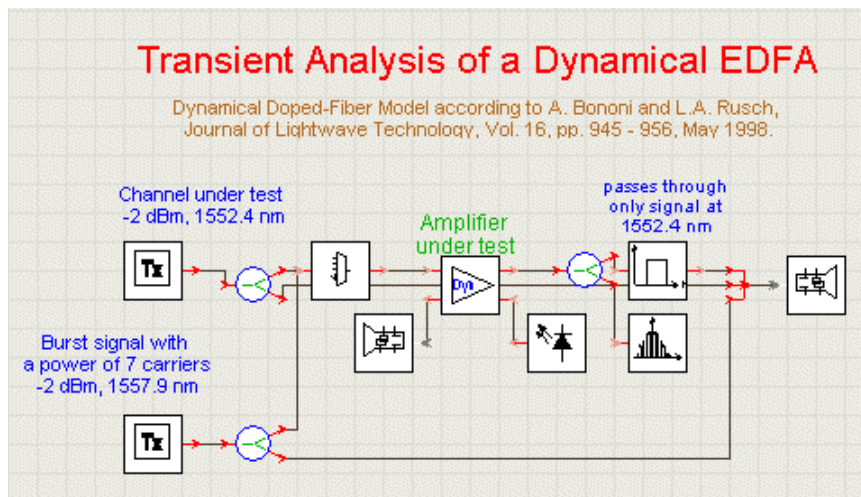 Transient Analysis of a Dynamical EDFA
Dynamical Doped-Fiber Model according to A. Bononi and L.A. Rusch,
Journal of Lightwave Technology, Vol. 16, pp. 945 - 956, May 1998.
Channel under test
-2 dBm, 1552.4 nm
Amplifier
under test
passes through
only signal at
1552.4 nm
Tx
Dyn
Burst signal with
a power of 7 carriers
-2 dBm, 1557.9 nm
Tx